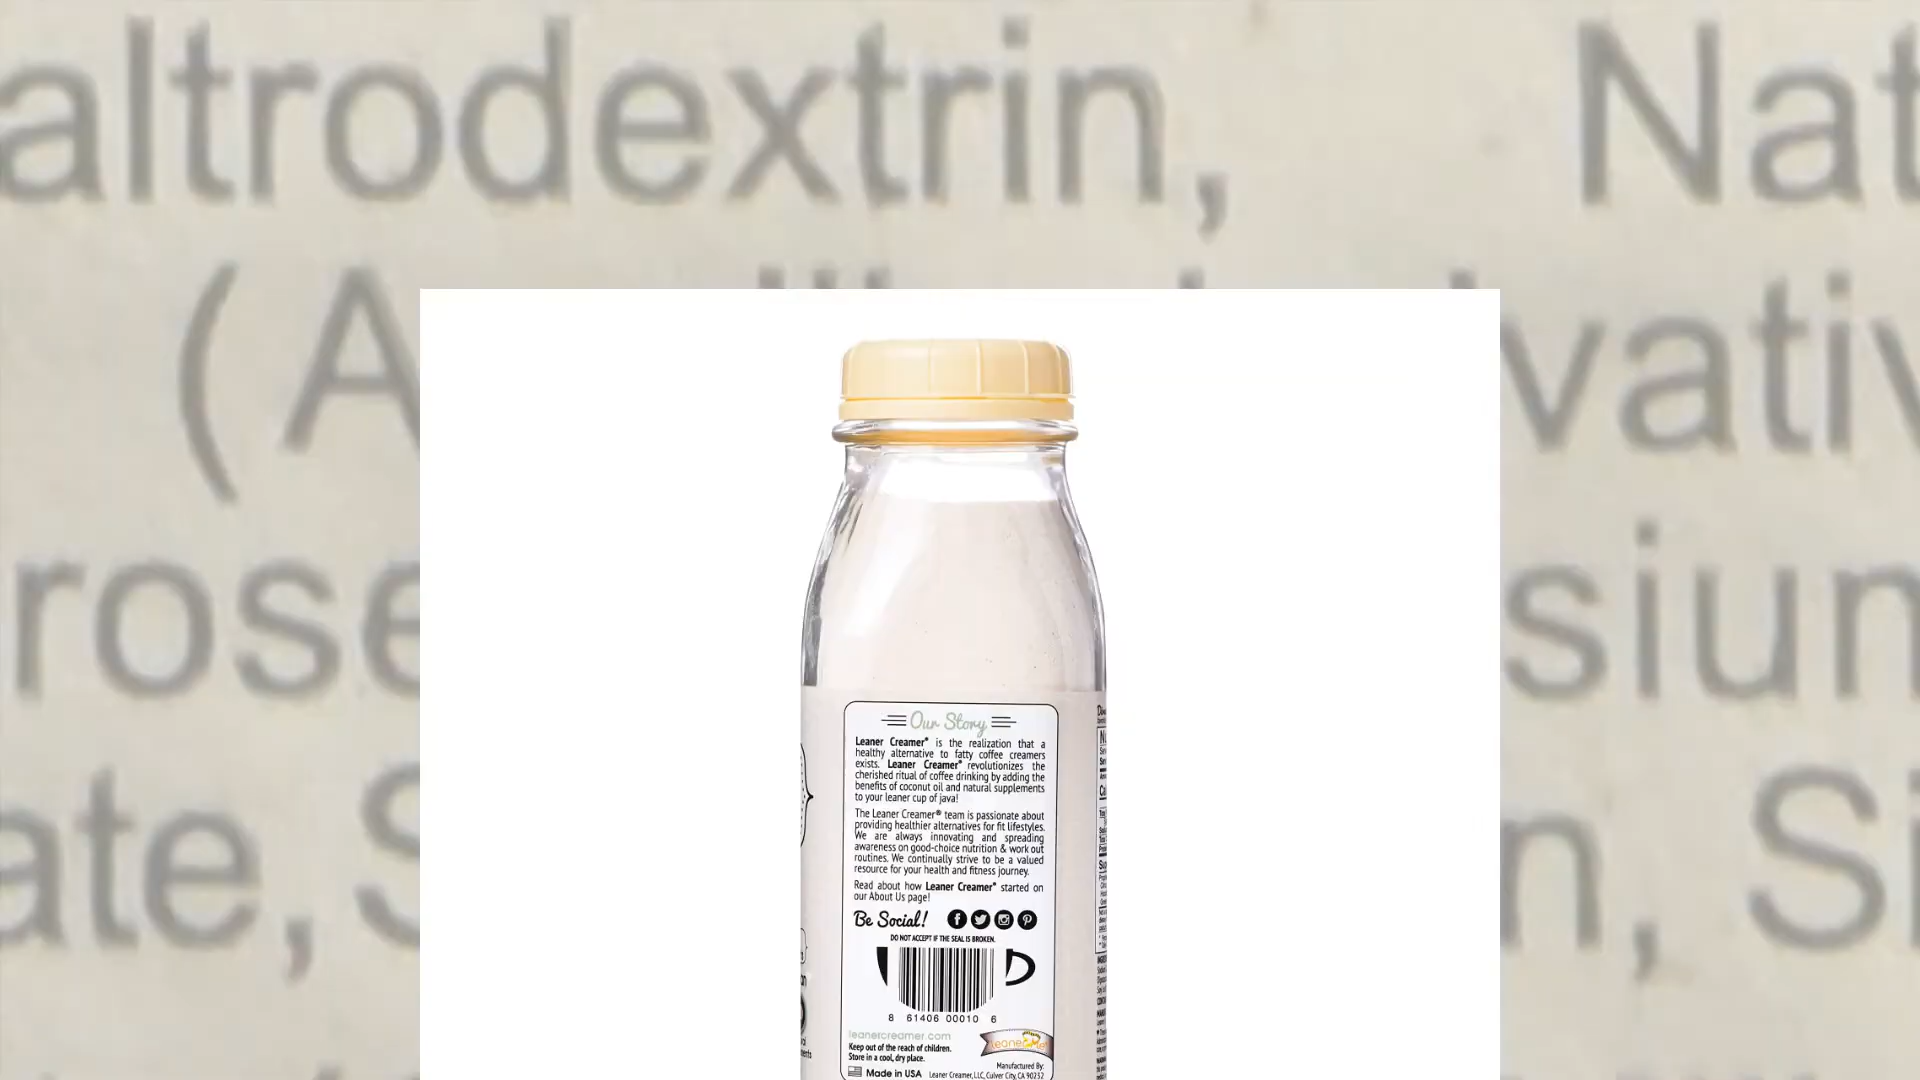 altrodextrin, Nat
(A
vativ
rose
sium
ate, S
n, Si
Our Story
Leaner Creamer® is the realization that a
healthy alternative to fatty coffee creamers
exists. Leaner Creamer® revolutionizes the
cherished ritual of coffee drinking by adding the
benefits of coconut oil and natural supplements
to your leaner cup of java!
The Leaner Creamer® team is passionate about
providing healthier alternatives for fit lifestyles.
We are always innovating and spreading
awareness on good-choice nutrition & work out
routines. We continually strive to be a valued
resource for your health and fitness journey.
Read about how Leaner Creamer® started on
our About Us page!
Be Social!
DO NOT ACCEPT IF THE SEAL IS BROKEN.
8 61406 00010 6
leanercreamer.com
Keep out of the reach of children.
Store in a cool, dry place.
Made in USA
Manufactured By:
Leaner Creamer, LLC, Culver City, CA 90232